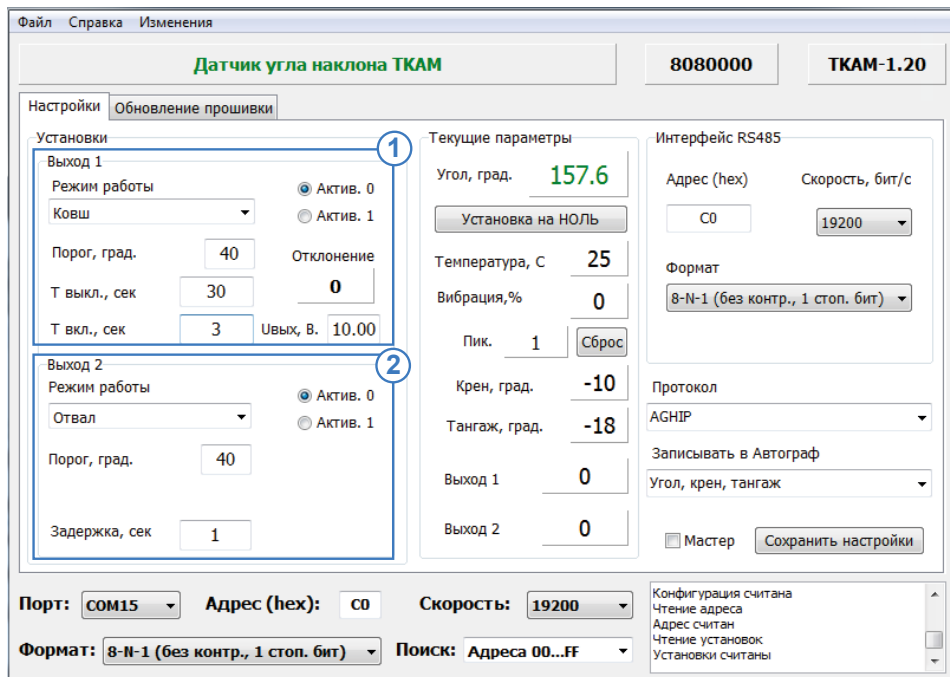 Файл Справка Изменения
Датчик угла наклона ТКАМ
8080000
ТКАМ-1.20
Настройки
Обновление прошивки
Установки
1
Выход 1
Режим работы
Актив. 0
Ковш
Актив. 1
Порог, град. 40
Отклонение
Т выкл., сек 30
0
Т вкл., сек 3
Uвых, В. 10.00
2
Выход 2
Режим работы
Актив. 0
Отвал
Актив. 1
Порог, град. 40
Задержка, сек 1
Текущие параметры
Угол, град. 157.6
Установка на НОЛЬ
Температура, С 25
Вибрация,% 0
Пик. 1 Сброс
Крен, град. -10
Тангаж, град. -18
Выход 1 0
Выход 2 0
Интерфейс RS485
Адрес (hex) Скорость, бит/с
C0 19200
Формат
8-N-1 (без контр., 1 стоп. бит)
Протокол
AGHIP
Записывать в Автограф
Угол, крен, тангаж
Мастер Сохранить настройки
Порт: COM15 Адрес (hex): C0 Скорость: 19200
Формат: 8-N-1 (без контр., 1 стоп. бит) Поиск: Адреса 00...FF
Конфигурация считана
Чтение адреса
Адрес считан
Чтение установок
Установки считаны